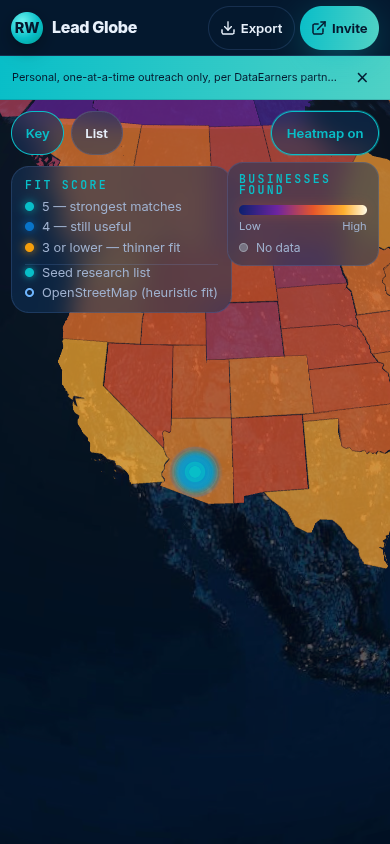 RW Lead Globe Export Invite
Personal, one-at-a-time outreach only, per DataEarners partn...
Key List Heatmap on
FIT SCORE
5 — strongest matches
4 — still useful
3 or lower — thinner fit
Seed research list
OpenStreetMap (heuristic fit)
BUSINESSES
FOUND
Low High
No data